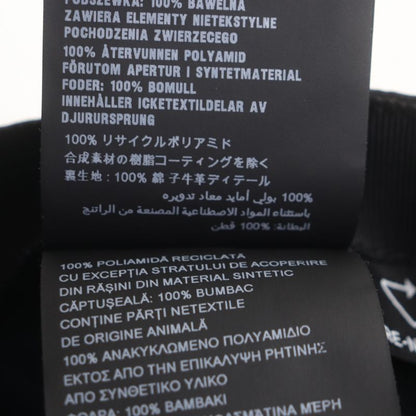 PODSZEWKA: 100% BAWEŁNA
ZAWIERA ELEMENTY NIETEKSTYLNE
POCHODZENIA ZWIERZĘCEGO
100% ÅTERVUNNEN POLYAMID
FÖRUTOM APERTUR I SYNTETMATERIAL
FODER: 100% BOMULL
INNEHÅLLER ICKETEXTILDELAR AV
DJURURSPRUNG
100% リサイクルポリアミド
合成素材の樹脂コーティングを除く
裏生地: 100% 綿 子牛革ディテール
100% بولي أمايد معاد تدويره
باستثناء المواد الاصطناعية المصنعة من الراتنج
البطانة: 100% قطن
100% POLIAMIDA RECICLATA
CU EXCEPȚIA STRATULUI DE ACOPERIRE
DIN RĂȘINI DIN MATERIAL SINTETIC
CĂPTUȘEALĂ: 100% BUMBAC
CONȚINE PĂRȚI NETEXTILE
DE ORIGINE ANIMALĂ
100% ΑΝΑΚΥΚΛΩΜΕΝΟ ΠΟΛΥΑΜΙΔΙΟ
ΕΚΤΟΣ ΑΠΟ ΤΗΝ ΕΠΙΚΑΛΥΨΗ ΡΗΤΙΝΗΣ
ΑΠΟ ΣΥΝΘΕΤΙΚΟ ΥΛΙΚΟ
ΦΟΔΡΑ: 100% ΒΑΜΒΑΚΙ